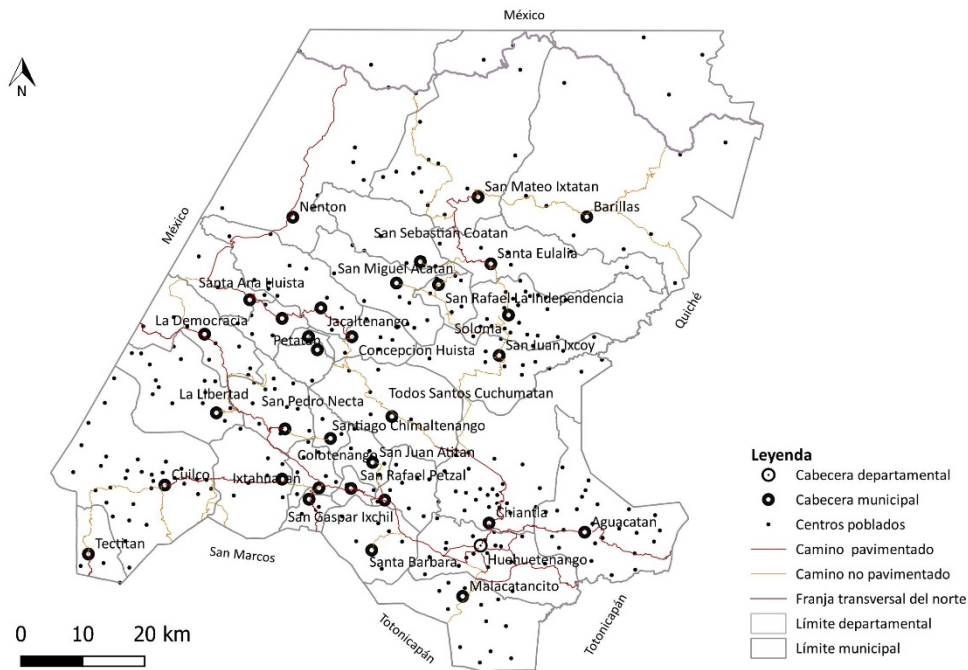 México
N
San Mateo Ixtatan
Nenton
Barillas
México
San Sebastian Coatan
Santa Eulalia
San Miguel Acatan
Santa Ana Huista
San Rafael La Independencia
Quiché
La Democracia
Jacaltenango
Soloma
Petatan
Concepcion Huista
San Juan Ixcoy
La Libertad
San Pedro Necta
Todos Santos Cuchumatan
Santiago Chimaltenango
Colotenango
San Juan Atitan
Cuilco
Ixtahuacan
San Rafael Petzal
San Gaspar Ixchil
Chiantla
Aguacatan
Tectitan
San Marcos
Santa Barbara
Huehuetenango
Malacatancito
Totonicapán
Totonicapán
0 10 20 km
Leyenda
Cabecera departamental
Cabecera municipal
Centros poblados
Camino pavimentado
Camino no pavimentado
Franja transversal del norte
Límite departamental
Límite municipal